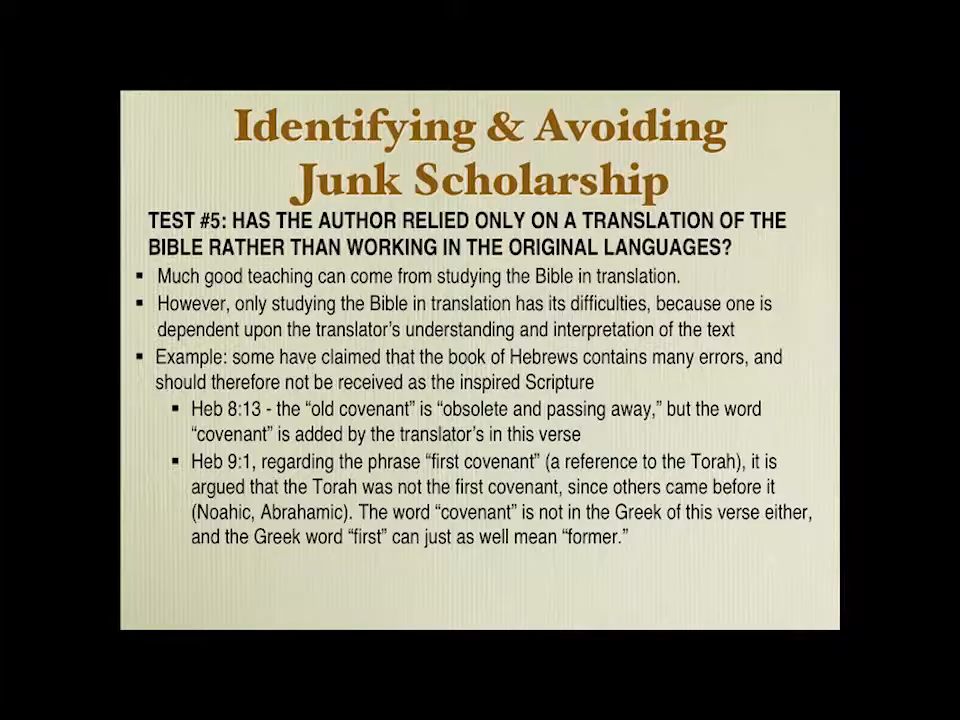 Identifying & Avoiding
Junk Scholarship
TEST #5: HAS THE AUTHOR RELIED ONLY ON A TRANSLATION OF THE
BIBLE RATHER THAN WORKING IN THE ORIGINAL LANGUAGES?
▪ Much good teaching can come from studying the Bible in translation.
▪ However, only studying the Bible in translation has its difficulties, because one is
dependent upon the translator’s understanding and interpretation of the text
▪ Example: some have claimed that the book of Hebrews contains many errors, and
should therefore not be received as the inspired Scripture
▪ Heb 8:13 - the “old covenant” is “obsolete and passing away,” but the word
“covenant” is added by the translator’s in this verse
▪ Heb 9:1, regarding the phrase “first covenant” (a reference to the Torah), it is
argued that the Torah was not the first covenant, since others came before it
(Noahic, Abrahamic). The word “covenant” is not in the Greek of this verse either,
and the Greek word “first” can just as well mean “former.”